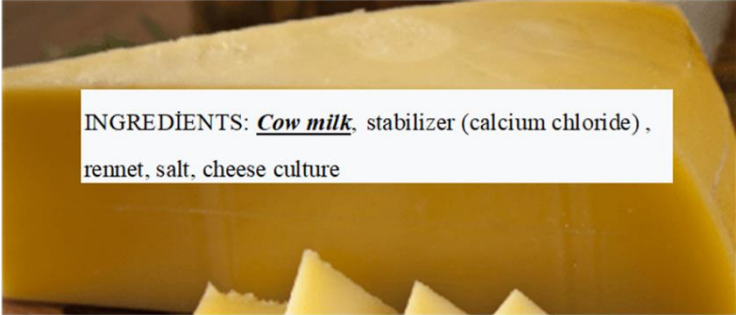 INGREDİENTS: Cow milk, stabilizer (calcium chloride) ,
rennet, salt, cheese culture